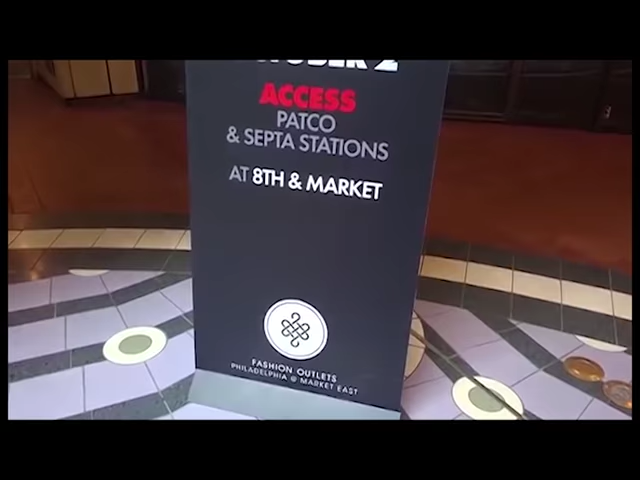 ACCESS
PATCO
& SEPTA STATIONS
AT 8TH & MARKET
FASHION OUTLETS
PHILADELPHIA @ MARKET EAST